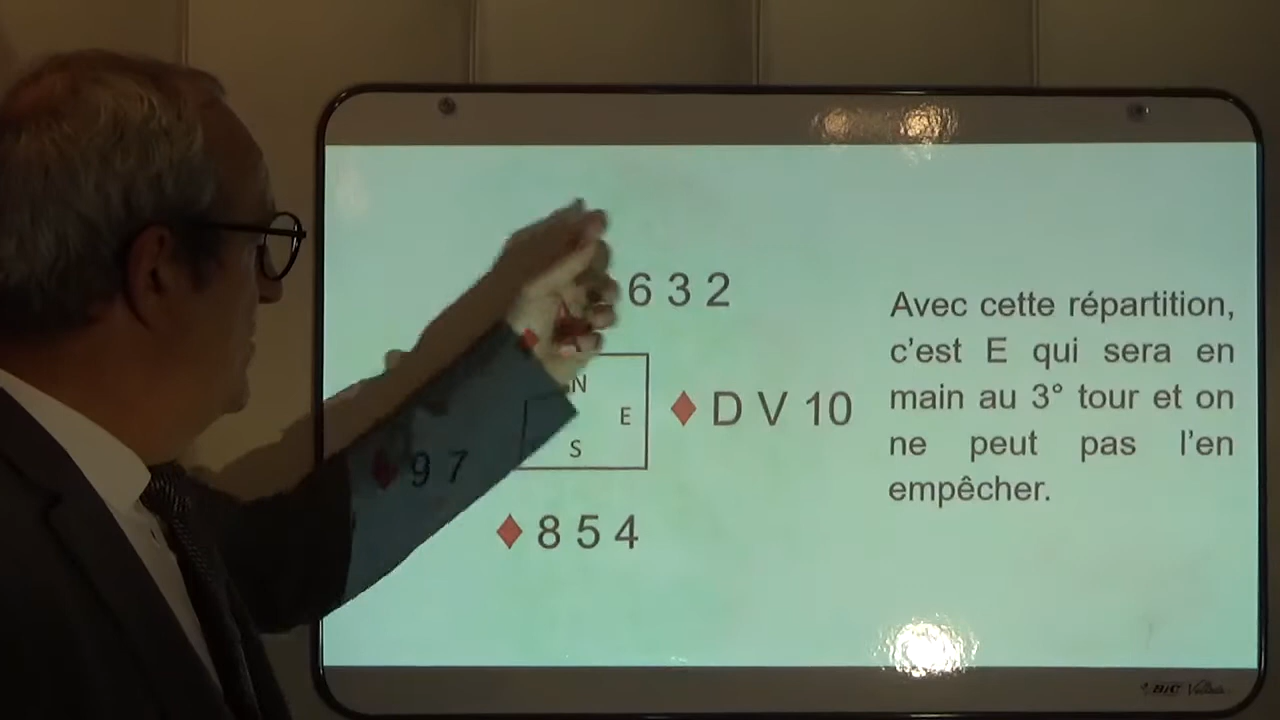 6 3 2
N
E
S
♦ D V 10
♦ 9 7
♦ 8 5 4
Avec cette répartition,
c’est E qui sera en
main au 3° tour et on
ne peut pas l’en
empêcher.
BIC